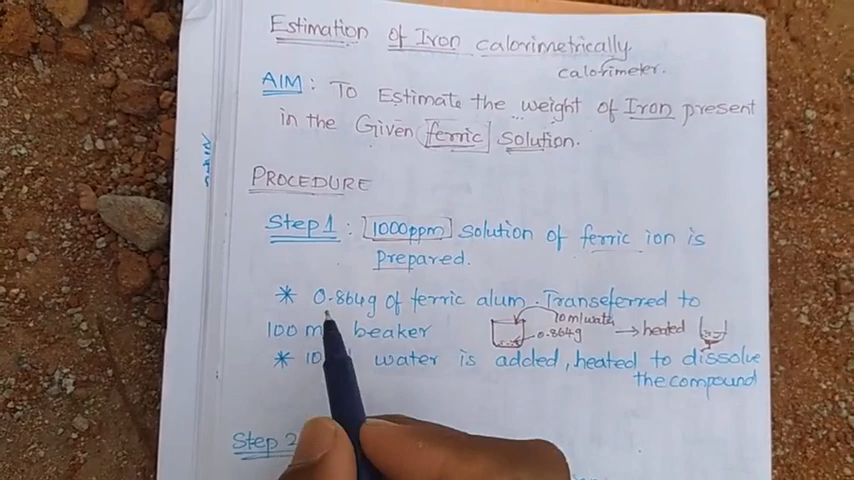 Estimation of Iron calorimetrically
calorimeter.
AIM : To Estimate the weight of Iron present
in the Given ferric solution.
PROCEDURE
Step 1 : 1000ppm solution of ferric ion is
prepared.
* 0.864g of ferric alum. Transeferred to
100 m beaker
10 ml water
0.864g → heated
* 10 water is added, heated to dissolve
the compound
Step 2